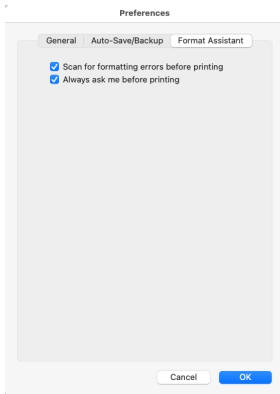 Preferences
General Auto-Save/Backup Format Assistant
Scan for formatting errors before printing
Always ask me before printing
Cancel OK